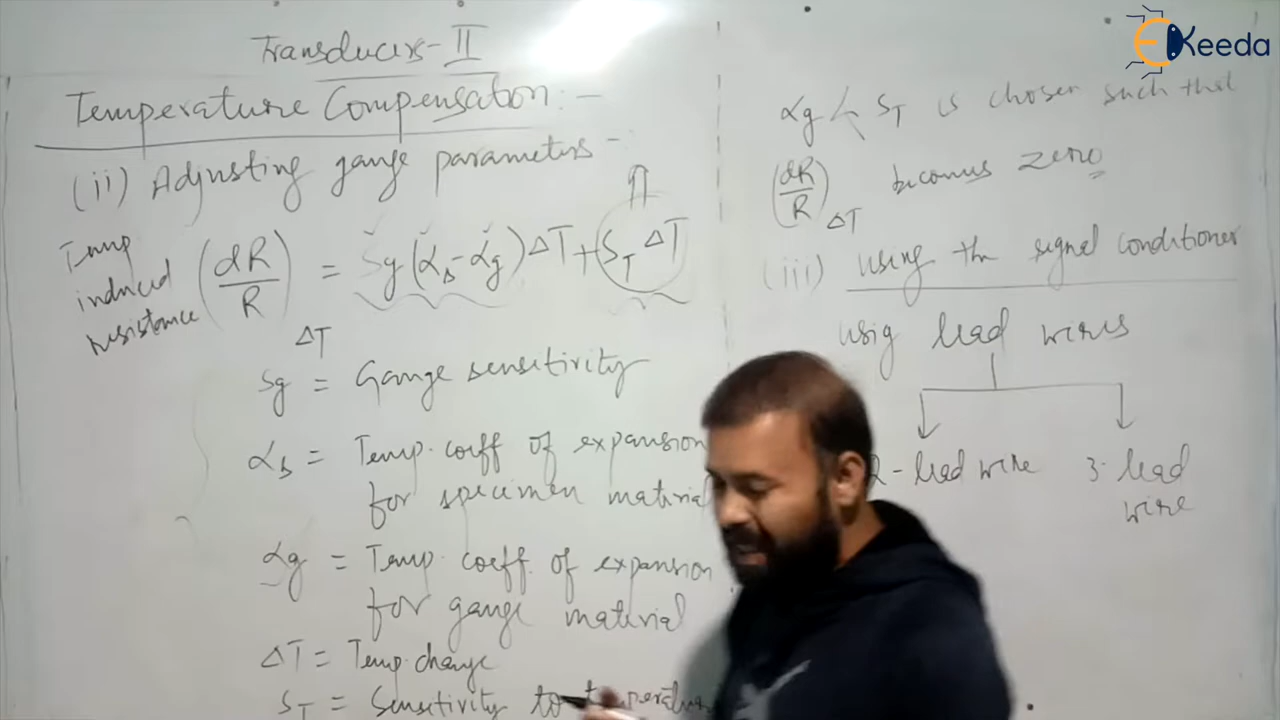 Transducers-II
Temperature Compensation:-
(ii) Adjusting gauge parameters -
Temp induced resistance
(dR/R)ΔT = Sg(αs-αg)ΔT + (ST ΔT) ⇑
Sg = Gauge sensitivity
αs = Temp. coeff of expansion
for specimen material
αg = Temp. coeff. of expansion
for gauge material
ΔT = Temp. change
ST = Sensitivity to temperature
EKeeda
αg & ST is chosen such that
(dR/R)ΔT becomes zero
(iii) using the signal conditioner
usig lead wires
2-lead wire
3-lead
wire